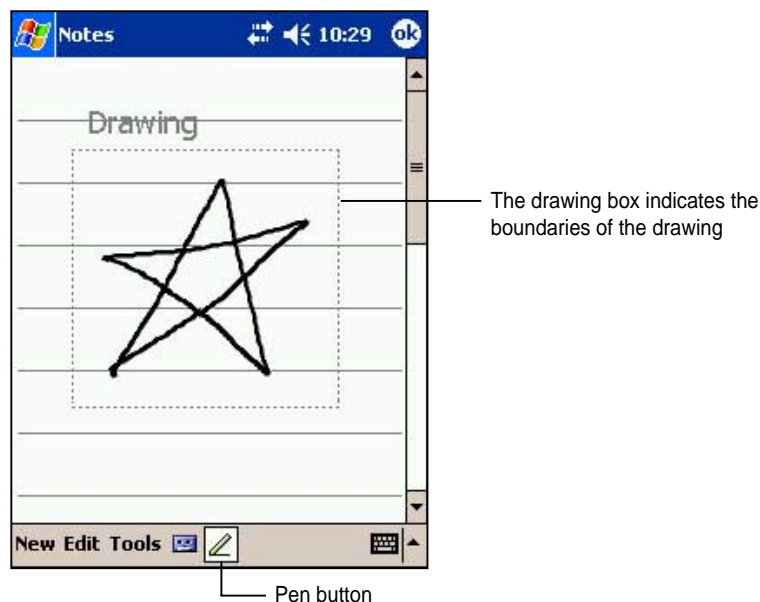 Notes 10:29 ok
Drawing
The drawing box indicates the
boundaries of the drawing
New Edit Tools
Pen button